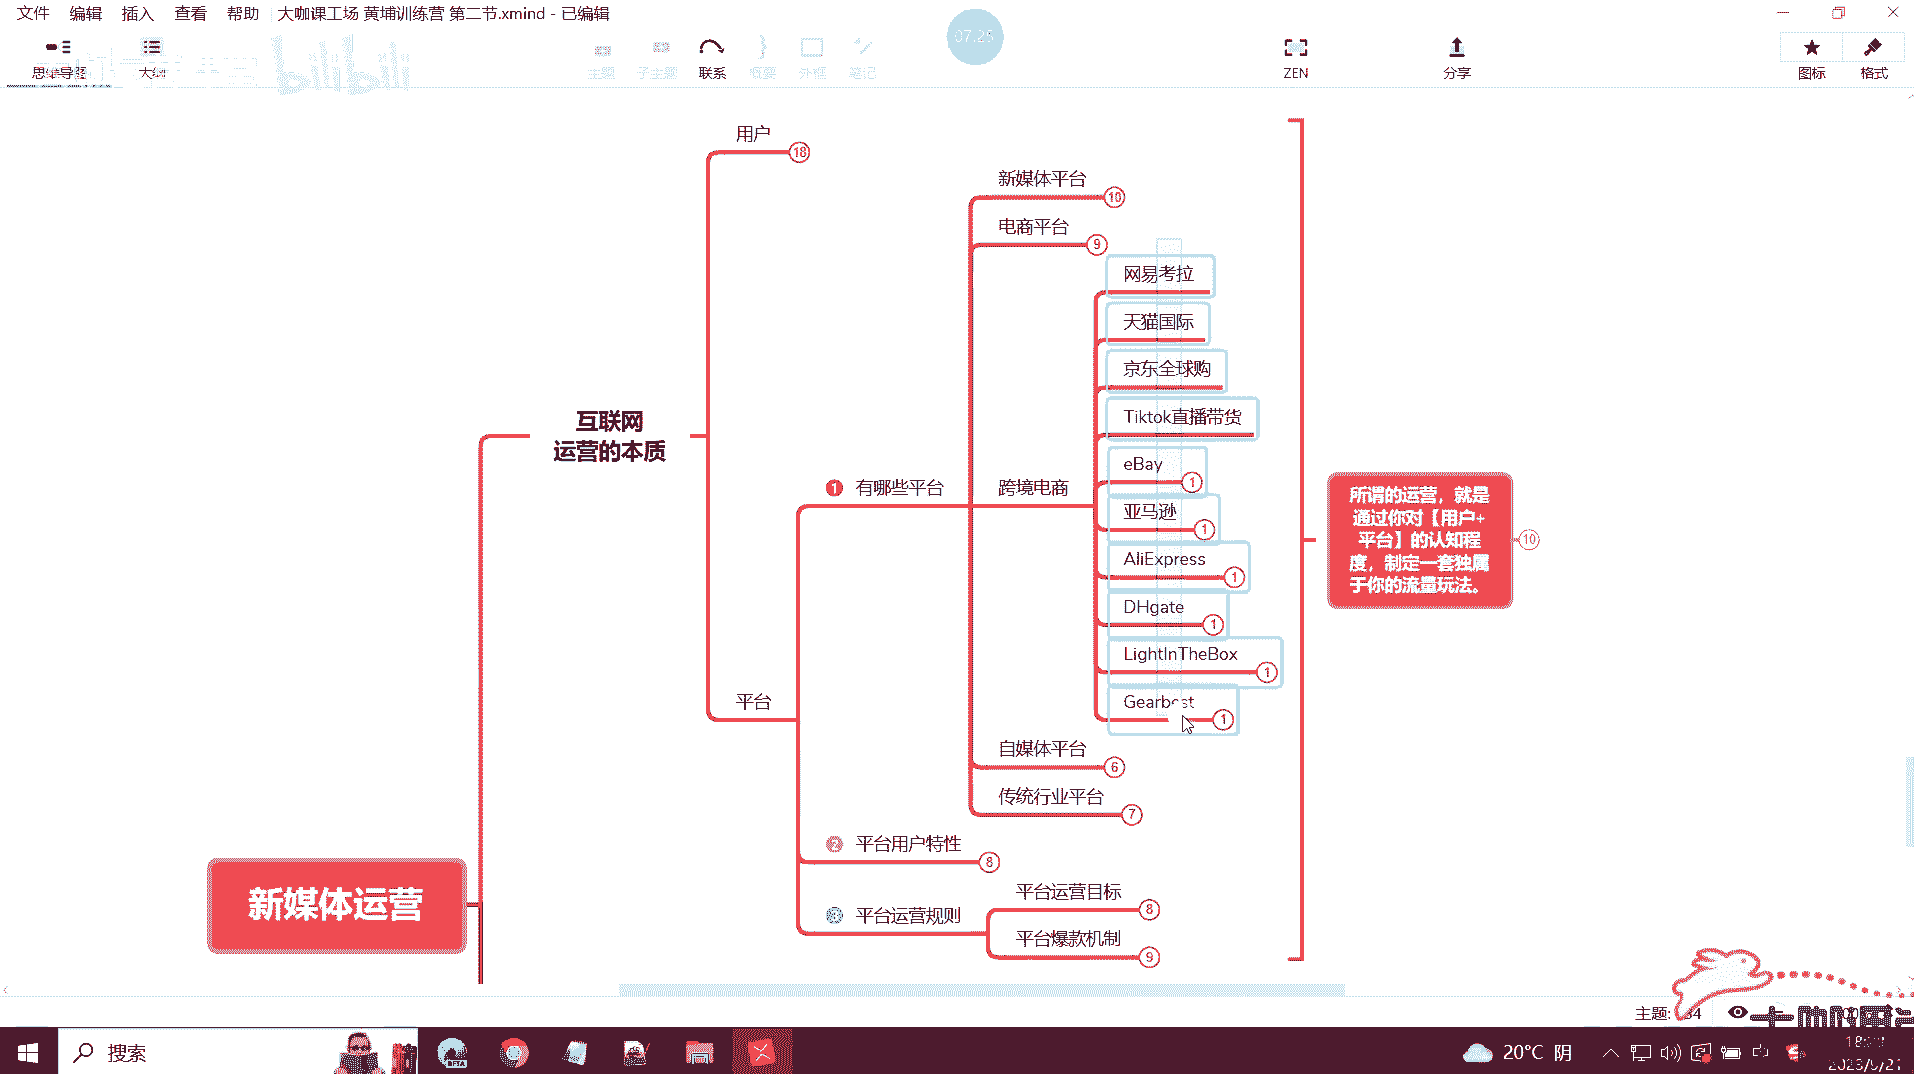 文件 编辑 插入 查看 帮助 大咖课工场 黄埔训练营 第二节.xmind - 已编辑
07:25
思维导图 大纲 bilibili
主题 子主题 联系 概要 外框 笔记 ZEN 分享 图标 格式
用户 18
新媒体平台 10
电商平台 9
网易考拉
天猫国际
京东全球购
Tiktok直播带货
eBay 1
亚马逊 1
AliExpress 1
DHgate 1
LightInTheBox 1
Gearbest 1
互联网
运营的本质
1 有哪些平台
跨境电商
所谓的运营，就是
通过你对【用户+
平台】的认知程
度，制定一套独属
于你的流量玩法。
10
平台
自媒体平台 6
传统行业平台 7
2 平台用户特性 8
3 平台运营规则
平台运营目标 8
平台爆款机制 9
新媒体运营
主题:
搜索
20°C 阴